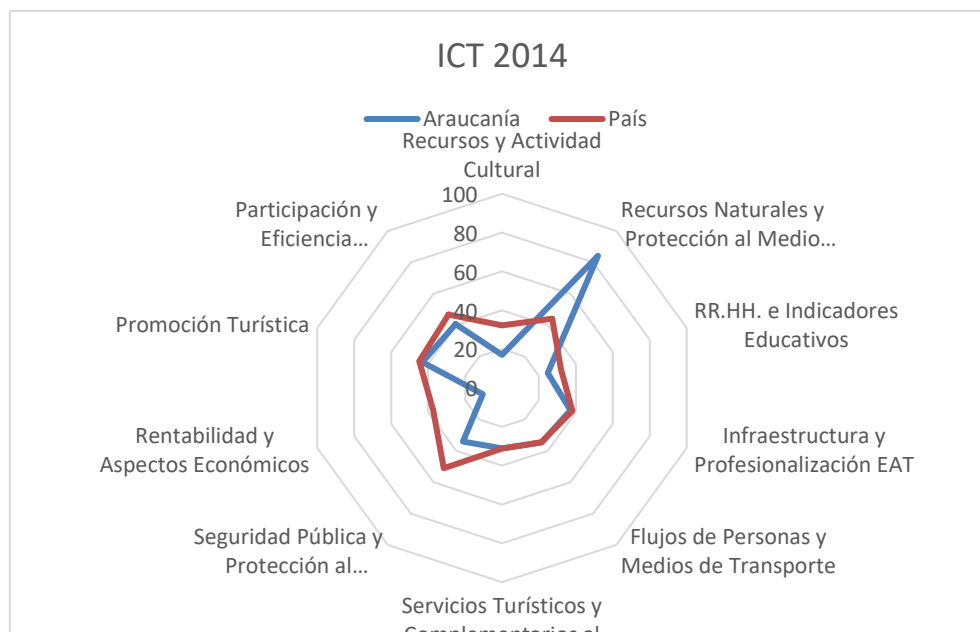 ICT 2014
Araucanía
País
Recursos y Actividad
Cultural
100
80
60
40
20
0
Recursos Naturales y
Protección al Medio...
RR.HH. e Indicadores
Educativos
Infraestructura y
Profesionalización EAT
Flujos de Personas y
Medios de Transporte
Servicios Turísticos y
Complementarios al
Seguridad Pública y
Protección al...
Rentabilidad y
Aspectos Económicos
Promoción Turística
Participación y
Eficiencia...